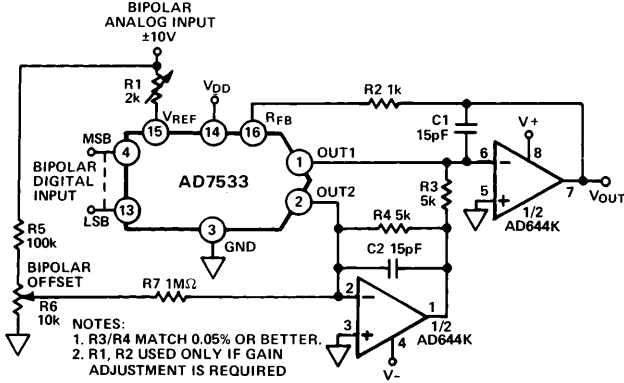 BIPOLAR
ANALOG INPUT
±10V
R1
2k
VDD
VREF
RFB
R2 1k
C1
15pF
V+
15
14
16
MSB
4
1
OUT1
6
8
7
VOUT
BIPOLAR
DIGITAL
INPUT
AD7533
R3
5k
5
1/2
AD644K
LSB
13
2
OUT2
3
GND
R4 5k
R5
100k
C2 15pF
BIPOLAR
OFFSET
R7 1MΩ
R6
10k
2
1
3
4
1/2
AD644K
V-
NOTES:
1. R3/R4 MATCH 0.05% OR BETTER.
2. R1, R2 USED ONLY IF GAIN
ADJUSTMENT IS REQUIRED